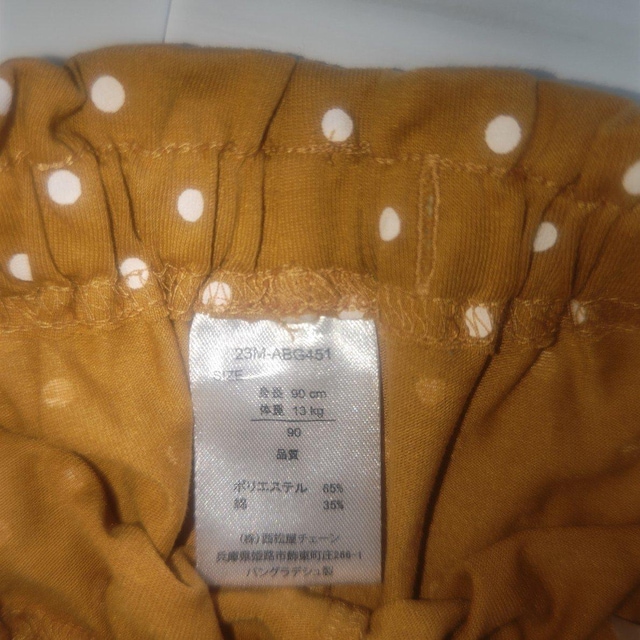 23M-ABG451
SIZE
身長 90 cm
体重 13 kg
90
品質
ポリエステル 65%
綿 35%
(株)西松屋チェーン
兵庫県姫路市飾東町庄266-1
バングラデシュ製